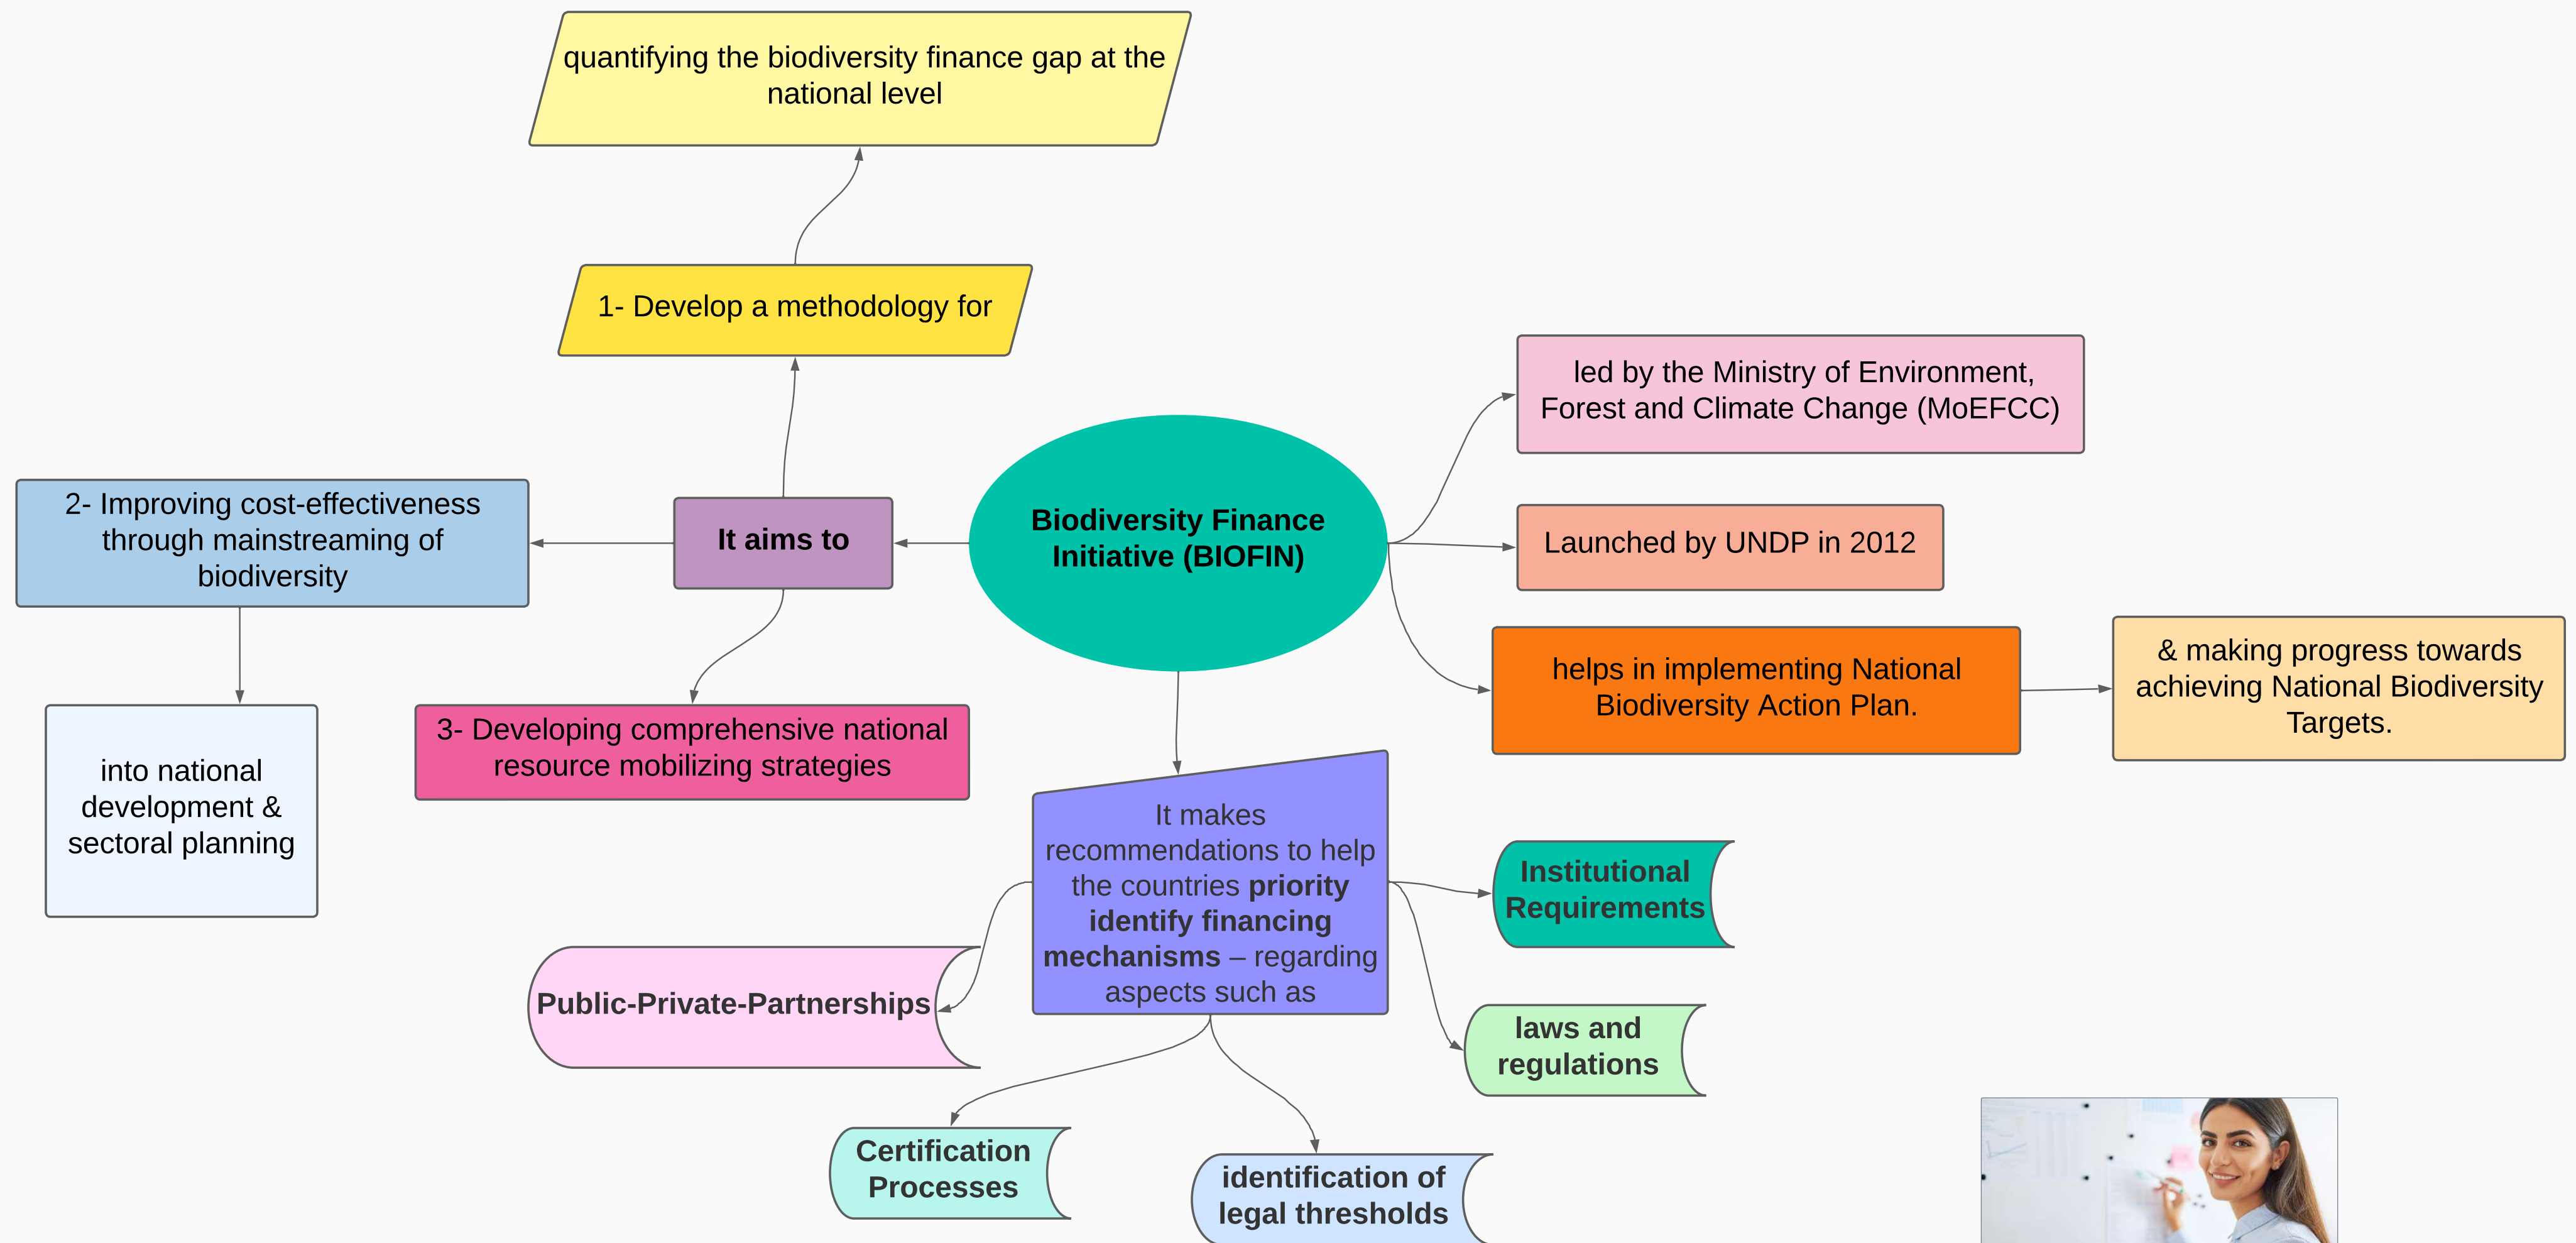 quantifying the biodiversity finance gap at the
national level
1- Develop a methodology for
led by the Ministry of Environment,
Forest and Climate Change (MoEFCC)
2- Improving cost-effectiveness
through mainstreaming of
biodiversity
It aims to
Biodiversity Finance
Initiative (BIOFIN)
Launched by UNDP in 2012
helps in implementing National
Biodiversity Action Plan.
& making progress towards
achieving National Biodiversity
Targets.
into national
development &
sectoral planning
3- Developing comprehensive national
resource mobilizing strategies
It makes
recommendations to help
the countries priority
identify financing
mechanisms – regarding
aspects such as
Institutional
Requirements
Public-Private-Partnerships
laws and
regulations
Certification
Processes
identification of
legal thresholds